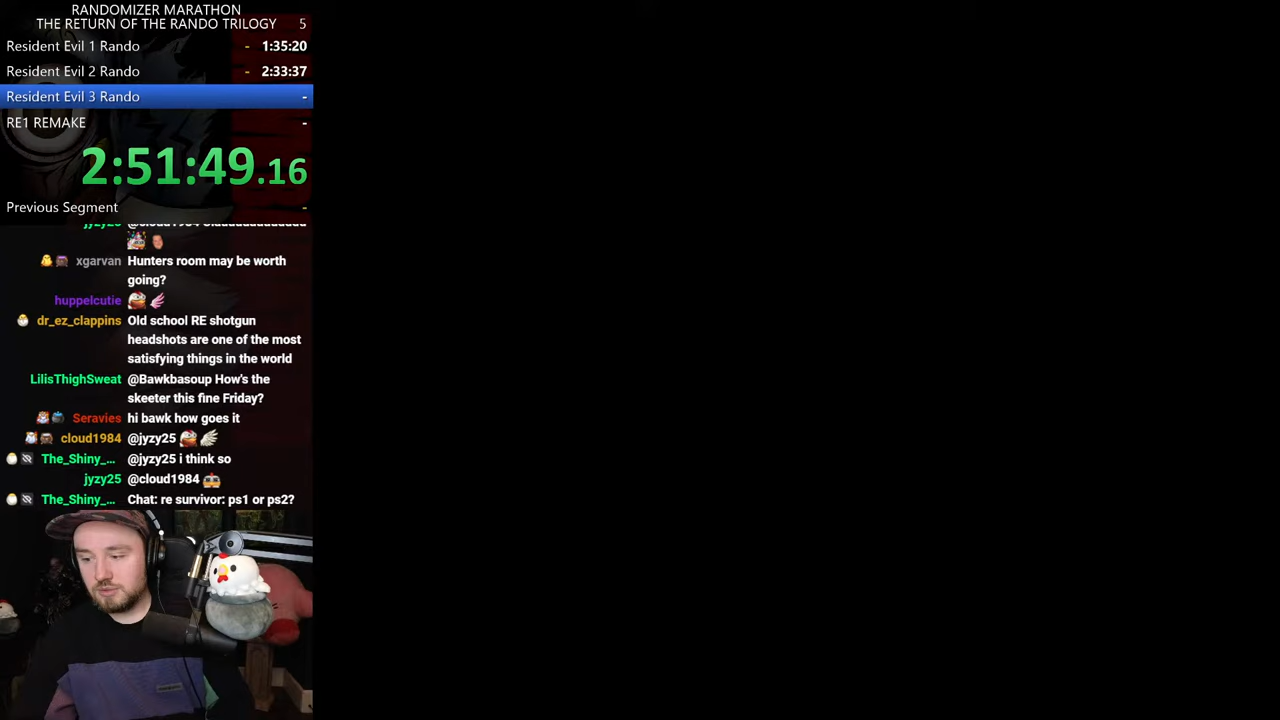 RANDOMIZER MARATHON
THE RETURN OF THE RANDO TRILOGY 5
Resident Evil 1 Rando - 1:35:20
Resident Evil 2 Rando - 2:33:37
Resident Evil 3 Rando -
RE1 REMAKE -
2:51:49.16
Previous Segment -
xgarvan Hunters room may be worth
going?
huppelcutie
dr_ez_clappins Old school RE shotgun
headshots are one of the most
satisfying things in the world
LilisThighSweat @Bawkbasoup How's the
skeeter this fine Friday?
Seravies hi bawk how goes it
cloud1984 @jyzy25
The_Shiny_... @jyzy25 i think so
jyzy25 @cloud1984
The_Shiny_... Chat: re survivor: ps1 or ps2?